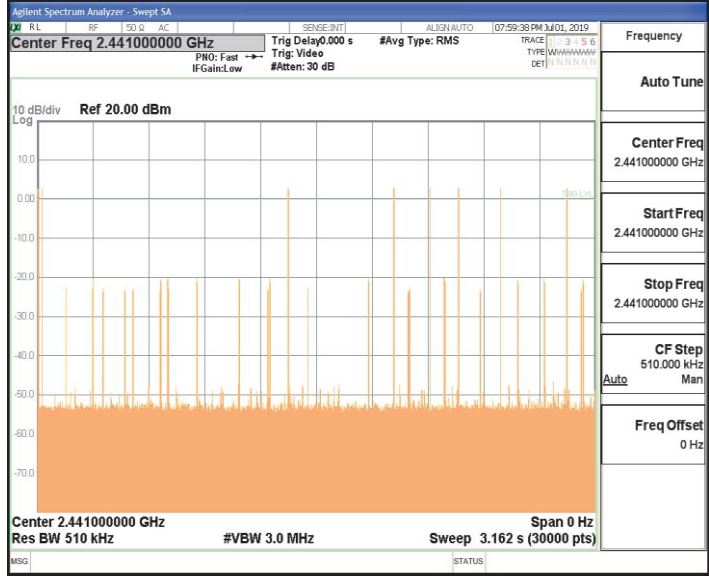 Agilent Spectrum Analyzer - Swept SA
RL RF 50 Ω AC SENSE:INT ALIGN AUTO 07:59:38 PM Jul 01, 2019
Center Freq 2.441000000 GHz
PNO: Fast
IFGain:Low
Trig Delay0.000 s
Trig: Video
#Atten: 30 dB
#Avg Type: RMS
TRACE 1 2 3 4 5 6
TYPE WWWWWW
DET N N N N N N
10 dB/div Ref 20.00 dBm
Log
10.0
0.00
TRIG LVL
-10.0
-20.0
-30.0
-40.0
-50.0
-60.0
-70.0
Center 2.441000000 GHz Span 0 Hz
Res BW 510 kHz #VBW 3.0 MHz Sweep 3.162 s (30000 pts)
MSG STATUS
Frequency
Auto Tune
Center Freq
2.441000000 GHz
Start Freq
2.441000000 GHz
Stop Freq
2.441000000 GHz
CF Step
510.000 kHz
Auto Man
Freq Offset
0 Hz